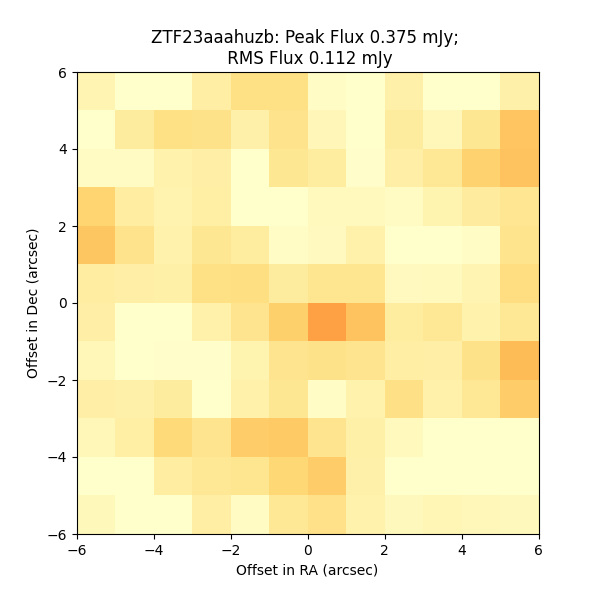 ZTF23aaahuzb: Peak Flux 0.375 mJy;
RMS Flux 0.112 mJy
6
4
2
0
−2
−4
−6
Offset in Dec (arcsec)
−6 −4 −2 0 2 4 6
Offset in RA (arcsec)